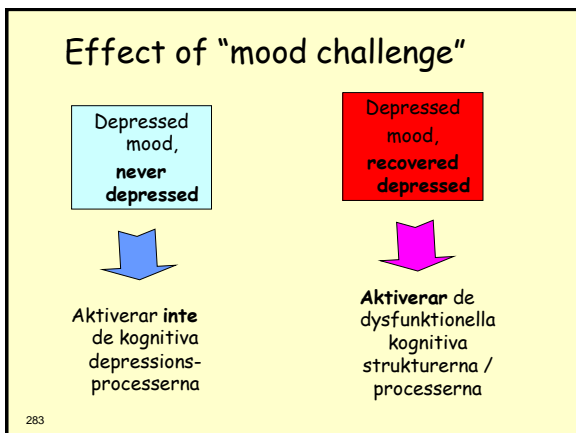 Effect of “mood challenge”
Depressed
mood,
never
depressed
Depressed
mood,
recovered
depressed
Aktiverar inte
de kognitiva
depressions-
processerna
Aktiverar de
dysfunktionella
kognitiva
strukturerna /
processerna
283